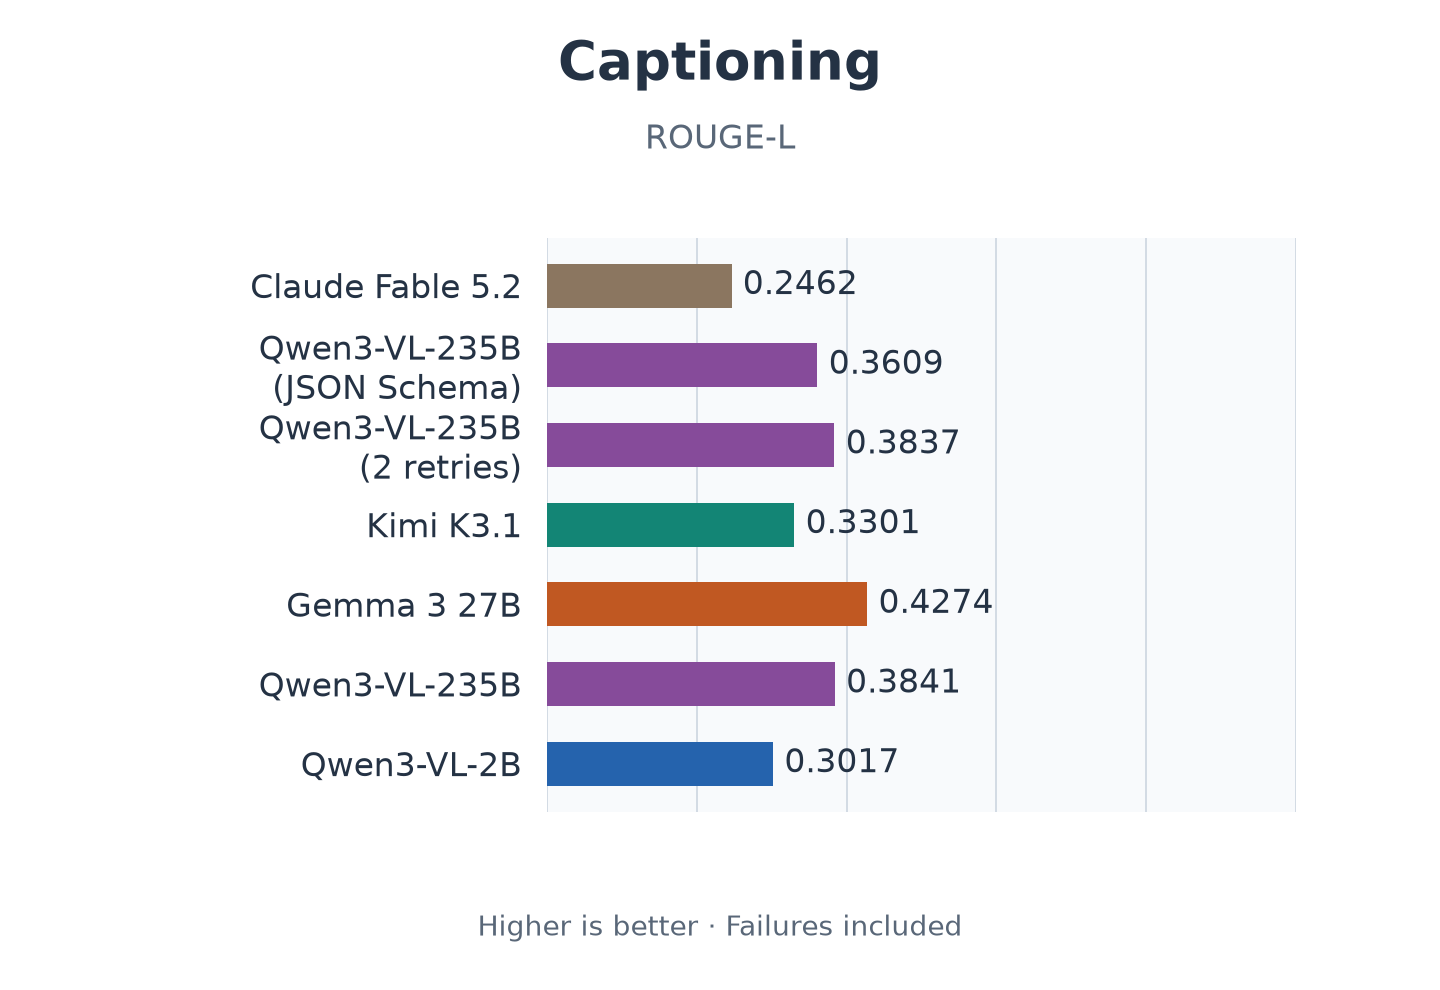 Captioning
ROUGE-L
Claude Fable 5.2
0.2462
Qwen3-VL-235B
(JSON Schema)
0.3609
Qwen3-VL-235B
(2 retries)
0.3837
Kimi K3.1
0.3301
Gemma 3 27B
0.4274
Qwen3-VL-235B
0.3841
Qwen3-VL-2B
0.3017
Higher is better · Failures included